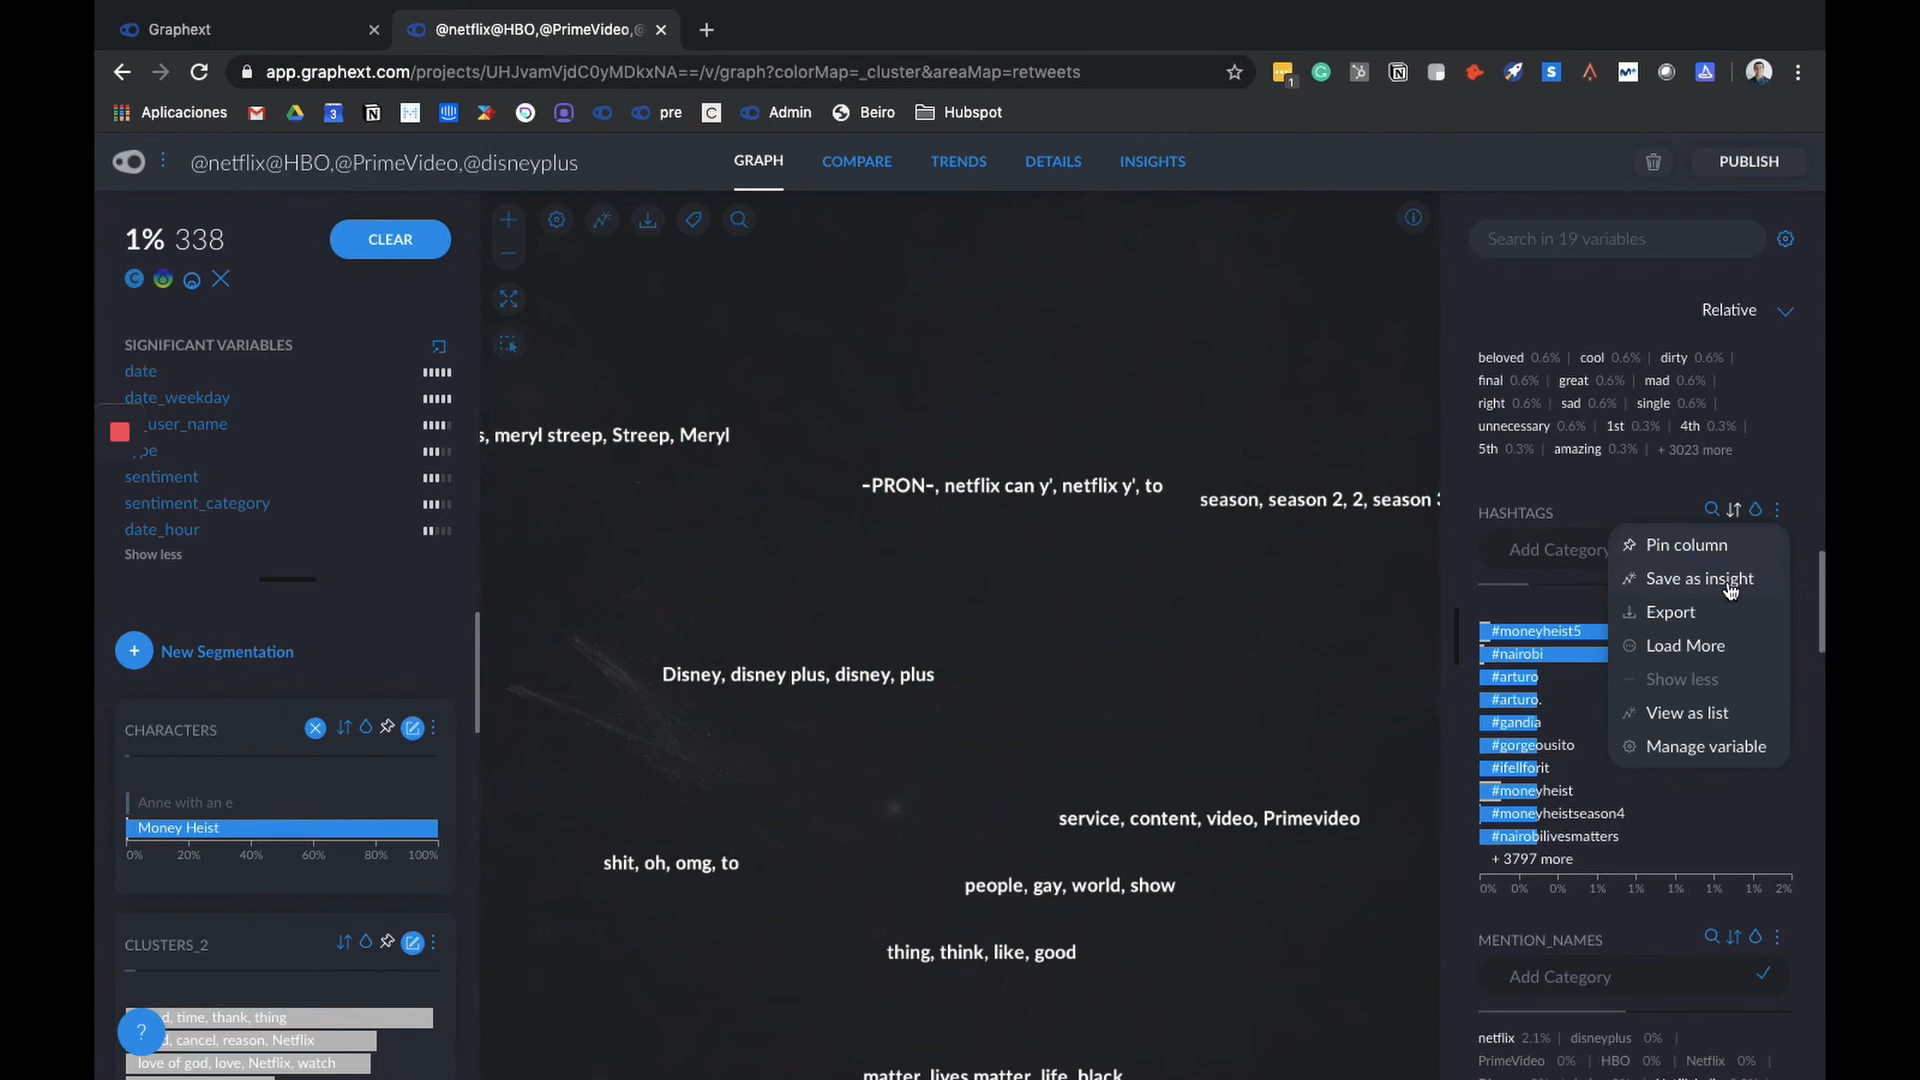 Graphext
@netflix@HBO,@PrimeVideo,@
app.graphext.com/projects/UHJvamVjdC0yMDkxNA==/v/graph?colorMap=_cluster&areaMap=retweets
1
Aplicaciones
3
pre
C
Admin
Beiro
Hubspot
@netflix@HBO,@PrimeVideo,@disneyplus
GRAPH
COMPARE
TRENDS
DETAILS
INSIGHTS
PUBLISH
1% 338
CLEAR
SIGNIFICANT VARIABLES
date
date_weekday
_user_name
sentiment
sentiment_category
date_hour
Show less
New Segmentation
CHARACTERS
Anne with an e
Money Heist
0% 20% 40% 60% 80% 100%
CLUSTERS_2
, time, thank, thing
, cancel, reason, Netflix
love of god, love, Netflix, watch
?
s, meryl streep, Streep, Meryl
-PRON-, netflix can y', netflix y', to
season, season 2, 2, season 3
Disney, disney plus, disney, plus
service, content, video, Primevideo
shit, oh, omg, to
people, gay, world, show
thing, think, like, good
matter, lives matter, life, black
Search in 19 variables
Relative
beloved 0.6% | cool 0.6% | dirty 0.6% |
final 0.6% | great 0.6% | mad 0.6% |
right 0.6% | sad 0.6% | single 0.6% |
unnecessary 0.6% | 1st 0.3% | 4th 0.3% |
5th 0.3% | amazing 0.3% | + 3023 more
HASHTAGS
Add Category
Pin column
Save as insight
Export
Load More
Show less
View as list
Manage variable
#moneyheist5
#nairobi
#arturo
#arturo.
#gandia
#gorgeousito
#ifellforit
#moneyheist
#moneyheistseason4
#nairobilivesmatters
+ 3797 more
0% 0% 0% 1% 1% 1% 1% 1% 2%
MENTION_NAMES
Add Category
netflix 2.1% | disneyplus 0% |
PrimeVideo 0% | HBO 0% | Netflix 0% |